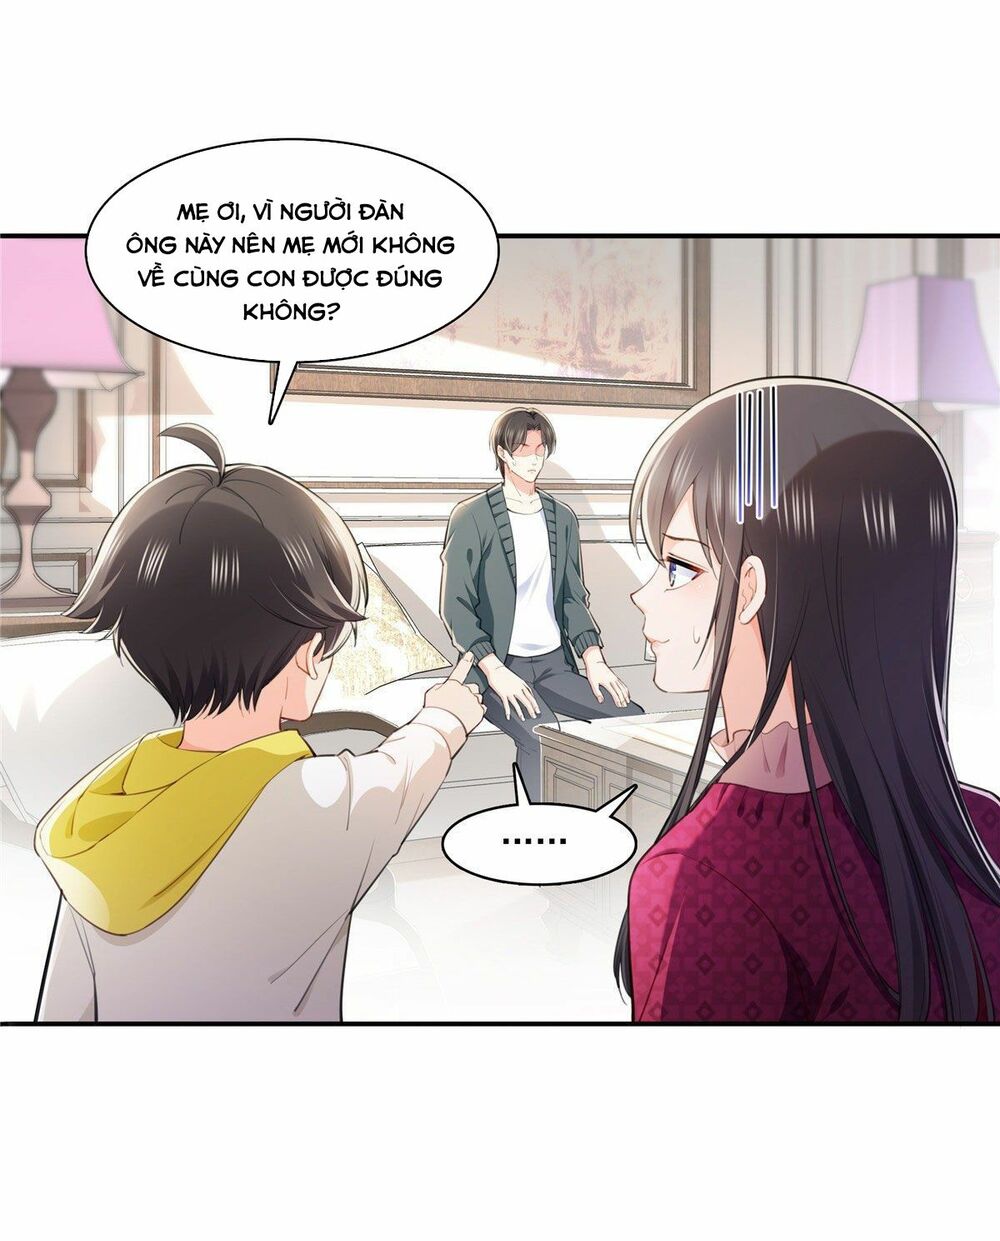 MẸ ƠI, VÌ NGƯỜI ĐÀN
ÔNG NÀY NÊN MẸ MỚI KHÔNG
VỀ CÙNG CON ĐƯỢC ĐÚNG
KHÔNG?
......